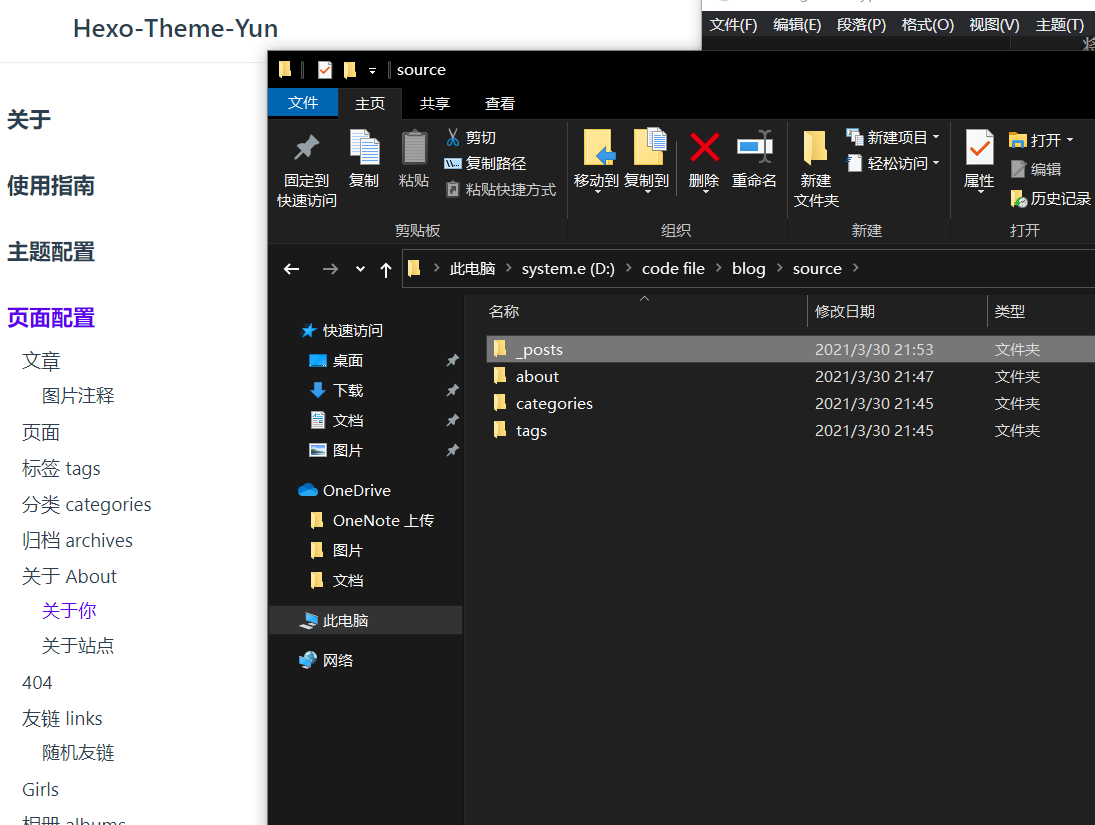 Hexo-Theme-Yun
关于
使用指南
主题配置
页面配置
文章
图片注释
页面
标签 tags
分类 categories
归档 archives
关于 About
关于你
关于站点
404
友链 links
随机友链
Girls
相册 albums
文件(F) 编辑(E) 段落(P) 格式(O) 视图(V) 主题(T)
source
文件 主页 共享 查看
固定到快速访问
复制
粘贴
剪切
复制路径
粘贴快捷方式
剪贴板
移动到 复制到 删除 重命名
组织
新建文件夹
新建项目
轻松访问
新建
属性
打开
编辑
历史记录
打开
此电脑 system.e (D:) code file blog source
快速访问
桌面
下载
文档
图片
OneDrive
OneNote 上传
图片
文档
此电脑
网络
名称 修改日期 类型
_posts 2021/3/30 21:53 文件夹
about 2021/3/30 21:47 文件夹
categories 2021/3/30 21:45 文件夹
tags 2021/3/30 21:45 文件夹